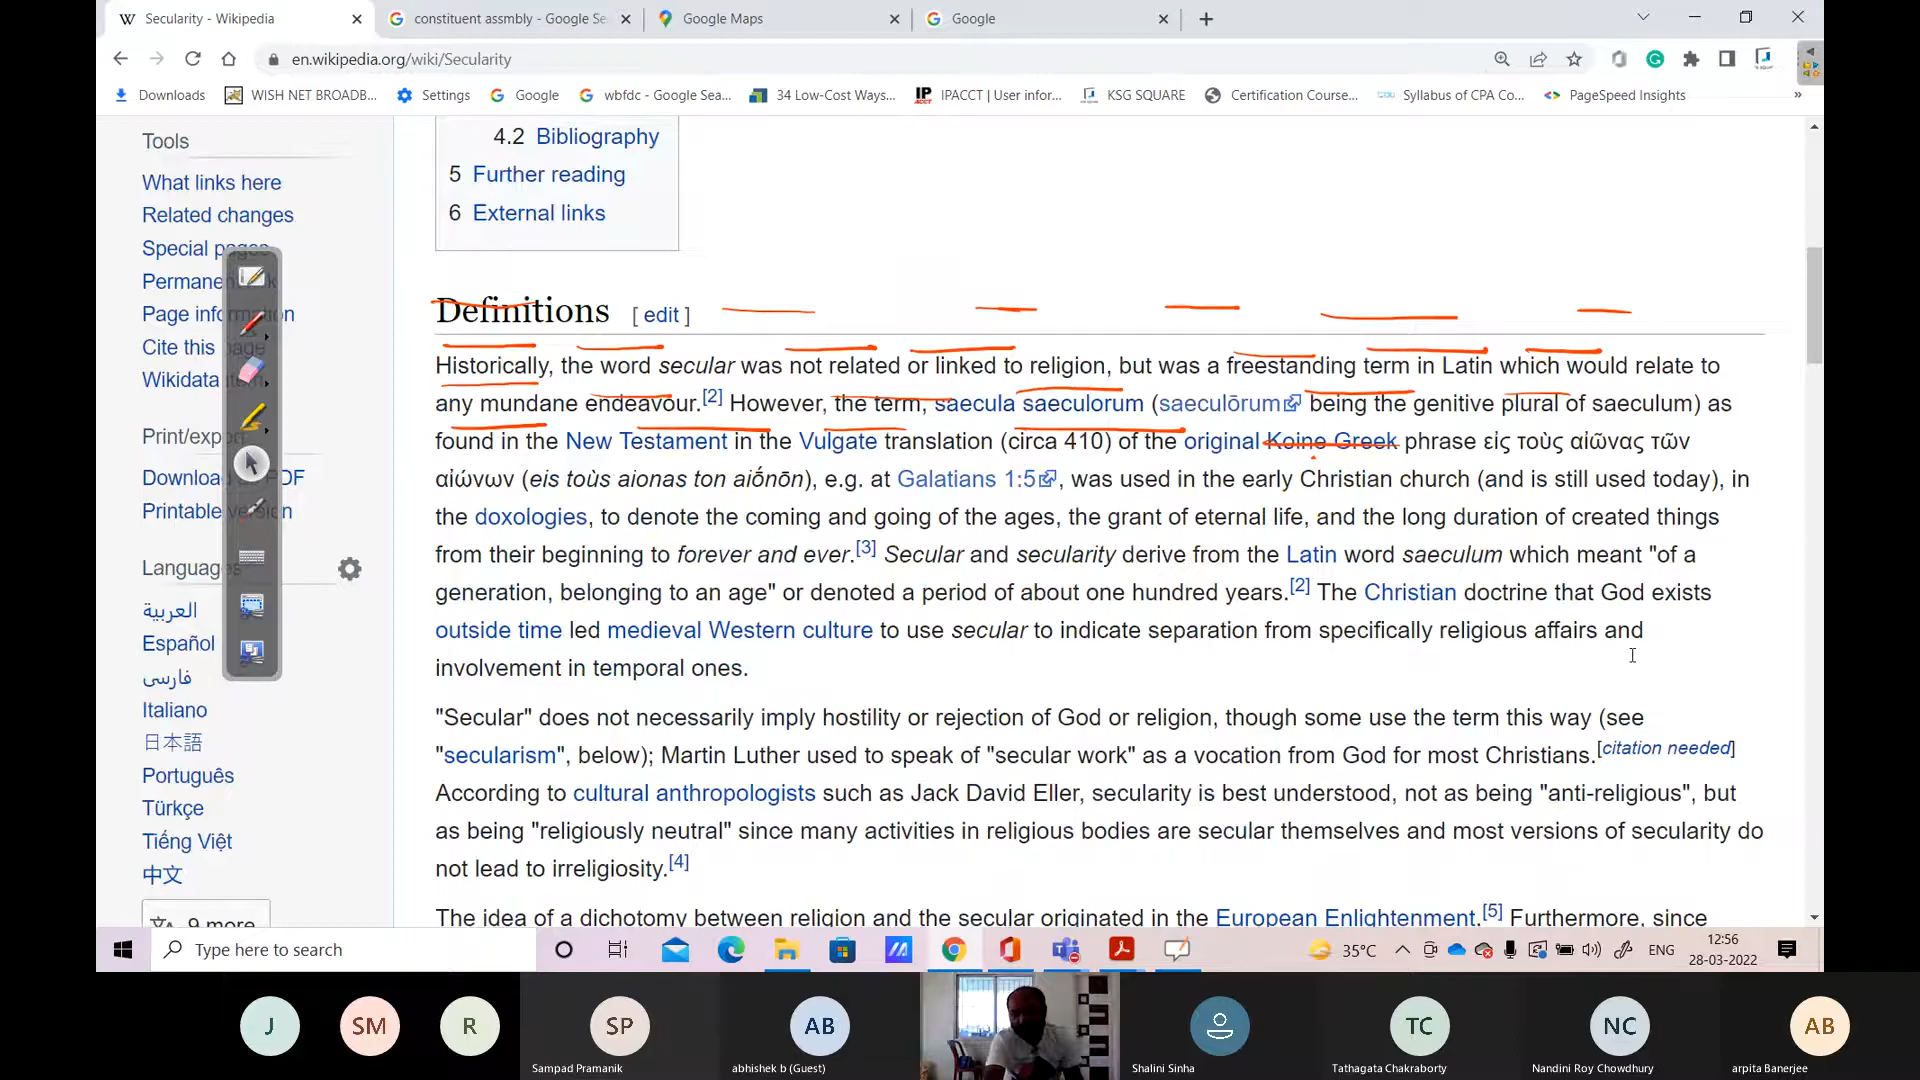 Securarity - Wikipedia
constituent assmbly - Google Se
Google Maps
Google
en.wikipedia.org/wiki/Secularity
Downloads
WISH NET BROADB...
Settings
Google
wbfdc - Google Sea...
34 Low-Cost Ways...
IPACCT | User infor...
KSG SQUARE
Certification Course...
Syllabus of CPA Co...
PageSpeed Insights
»
Tools
What links here
Related changes
Special pages
Permanent link
Page information
Cite this page
Wikidata item
Print/export
Download as PDF
Printable version
Languages
العربية
Español
فارسی
Italiano
日本語
Português
Türkçe
Tiếng Việt
中文
9 more
4.2 Bibliography
5 Further reading
6 External links
Definitions [ edit ]
Historically, the word secular was not related or linked to religion, but was a freestanding term in Latin which would relate to
any mundane endeavour.[2] However, the term, saecula saeculorum (saeculōrum being the genitive plural of saeculum) as
found in the New Testament in the Vulgate translation (circa 410) of the original Koine Greek phrase εἰς τοὺς αἰῶνας τῶν
αἰώνων (eis toùs aionas ton aiṓnōn), e.g. at Galatians 1:5, was used in the early Christian church (and is still used today), in
the doxologies, to denote the coming and going of the ages, the grant of eternal life, and the long duration of created things
from their beginning to forever and ever.[3] Secular and secularity derive from the Latin word saeculum which meant "of a
generation, belonging to an age" or denoted a period of about one hundred years.[2] The Christian doctrine that God exists
outside time led medieval Western culture to use secular to indicate separation from specifically religious affairs and
involvement in temporal ones.
"Secular" does not necessarily imply hostility or rejection of God or religion, though some use the term this way (see
"secularism", below); Martin Luther used to speak of "secular work" as a vocation from God for most Christians.[citation needed]
According to cultural anthropologists such as Jack David Eller, secularity is best understood, not as being "anti-religious", but
as being "religiously neutral" since many activities in religious bodies are secular themselves and most versions of secularity do
not lead to irreligiosity.[4]
The idea of a dichotomy between religion and the secular originated in the European Enlightenment.[5] Furthermore, since
Type here to search
35°C
ENG
12:56
28-03-2022
J
SM
R
SP
Sampad Pramanik
AB
abhishek b (Guest)
Shalini Sinha
TC
Tathagata Chakraborty
NC
Nandini Roy Chowdhury
AB
arpita Banerjee